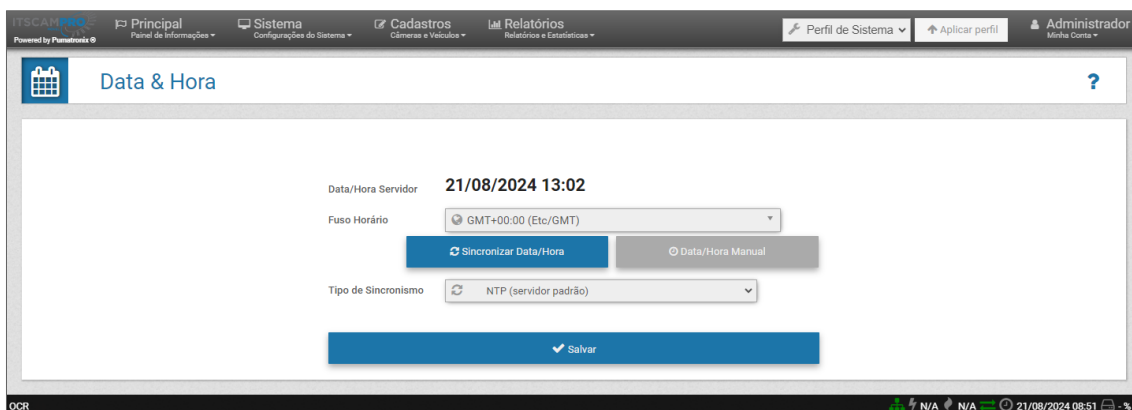 ITSCAMPRO
Powered by Pumatronix ®
Principal
Painel de Informações
Sistema
Configurações do Sistema
Cadastros
Câmeras e Veículos
Relatórios
Relatórios e Estatísticas
Perfil de Sistema
Aplicar perfil
Administrador
Minha Conta
Data & Hora
?
Data/Hora Servidor 21/08/2024 13:02
Fuso Horário GMT+00:00 (Etc/GMT)
Sincronizar Data/Hora Data/Hora Manual
Tipo de Sincronismo NTP (servidor padrão)
Salvar
OCR N/A N/A 21/08/2024 08:51 - %